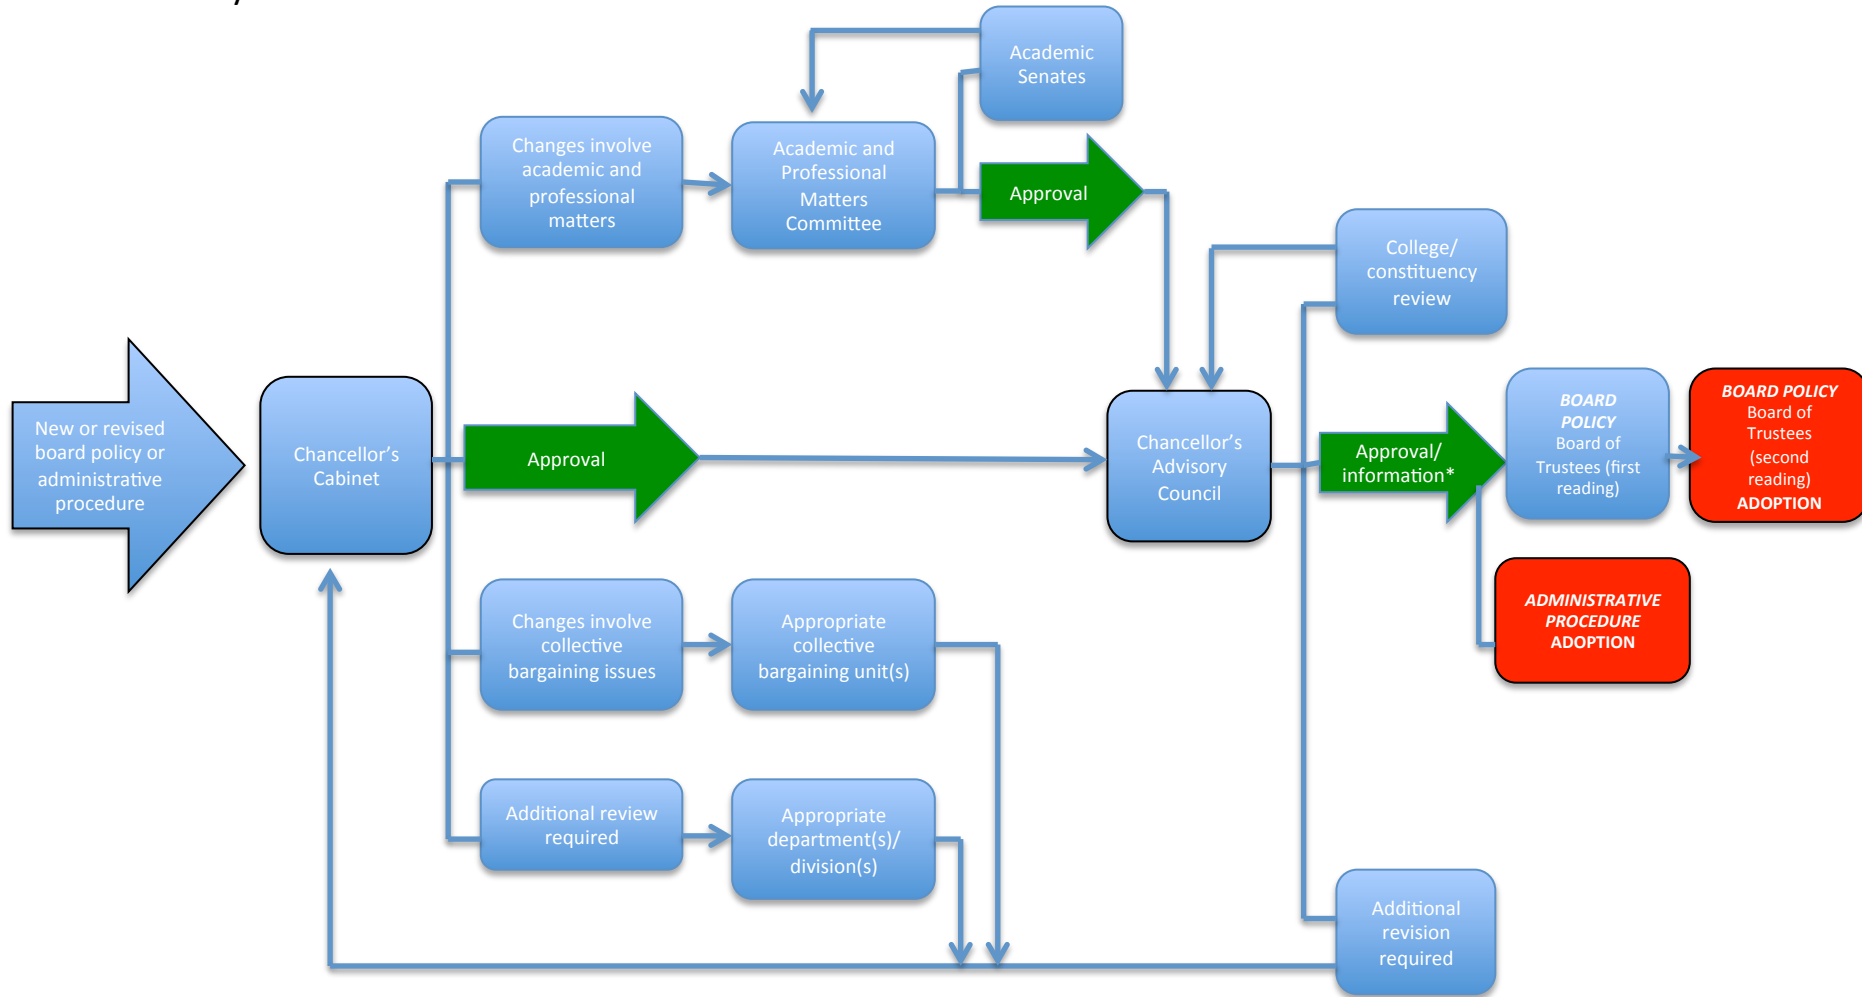 Academic
Senates
Changes involve
academic and
professional
matters
Academic and
Professional
Matters
Committee
Approval
College/
constituency
review
New or revised
board policy or
administrative
procedure
Chancellor's
Cabinet
Approval
Chancellor's
Advisory
Council
Approval/
information*
BOARD
POLICY
Board of
Trustees (first
reading)
BOARD POLICY
Board of
Trustees
(second
reading)
ADOPTION
ADMINISTRATIVE
PROCEDURE
ADOPTION
Changes involve
collective
bargaining issues
Appropriate
collective
bargaining unit(s)
Additional review
required
Appropriate
department(s)/
division(s)
Additional
revision
required